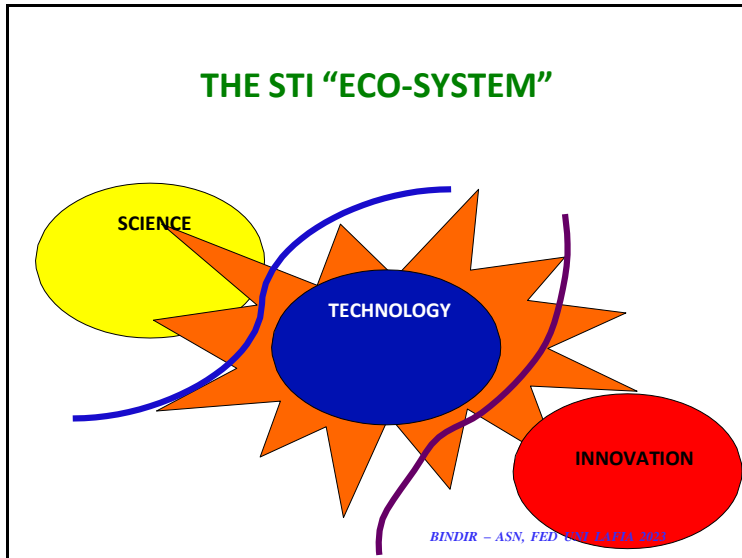 THE STI “ECO-SYSTEM”
SCIENCE
TECHNOLOGY
INNOVATION
BINDIR – ASN, FED UNI LAFIA 2023